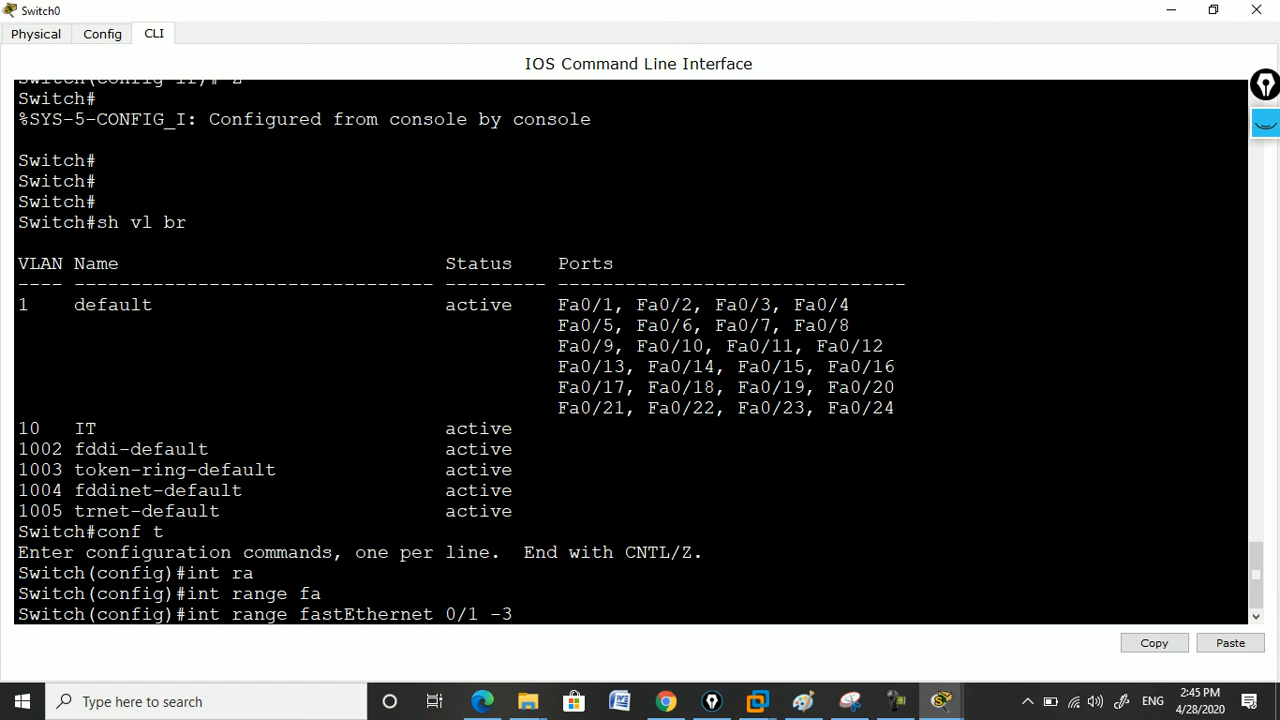 Switch0
Physical Config CLI
IOS Command Line Interface
Switch#
%SYS-5-CONFIG_I: Configured from console by console
Switch#
Switch#
Switch#
Switch#sh vl br
VLAN Name Status Ports
---- -------------------------------- --------- -------------------------------
1 default active Fa0/1, Fa0/2, Fa0/3, Fa0/4
Fa0/5, Fa0/6, Fa0/7, Fa0/8
Fa0/9, Fa0/10, Fa0/11, Fa0/12
Fa0/13, Fa0/14, Fa0/15, Fa0/16
Fa0/17, Fa0/18, Fa0/19, Fa0/20
Fa0/21, Fa0/22, Fa0/23, Fa0/24
10 IT active
1002 fddi-default active
1003 token-ring-default active
1004 fddinet-default active
1005 trnet-default active
Switch#conf t
Enter configuration commands, one per line. End with CNTL/Z.
Switch(config)#int ra
Switch(config)#int range fa
Switch(config)#int range fastEthernet 0/1 -3
Copy Paste
Type here to search
ENG
2:45 PM
4/28/2020